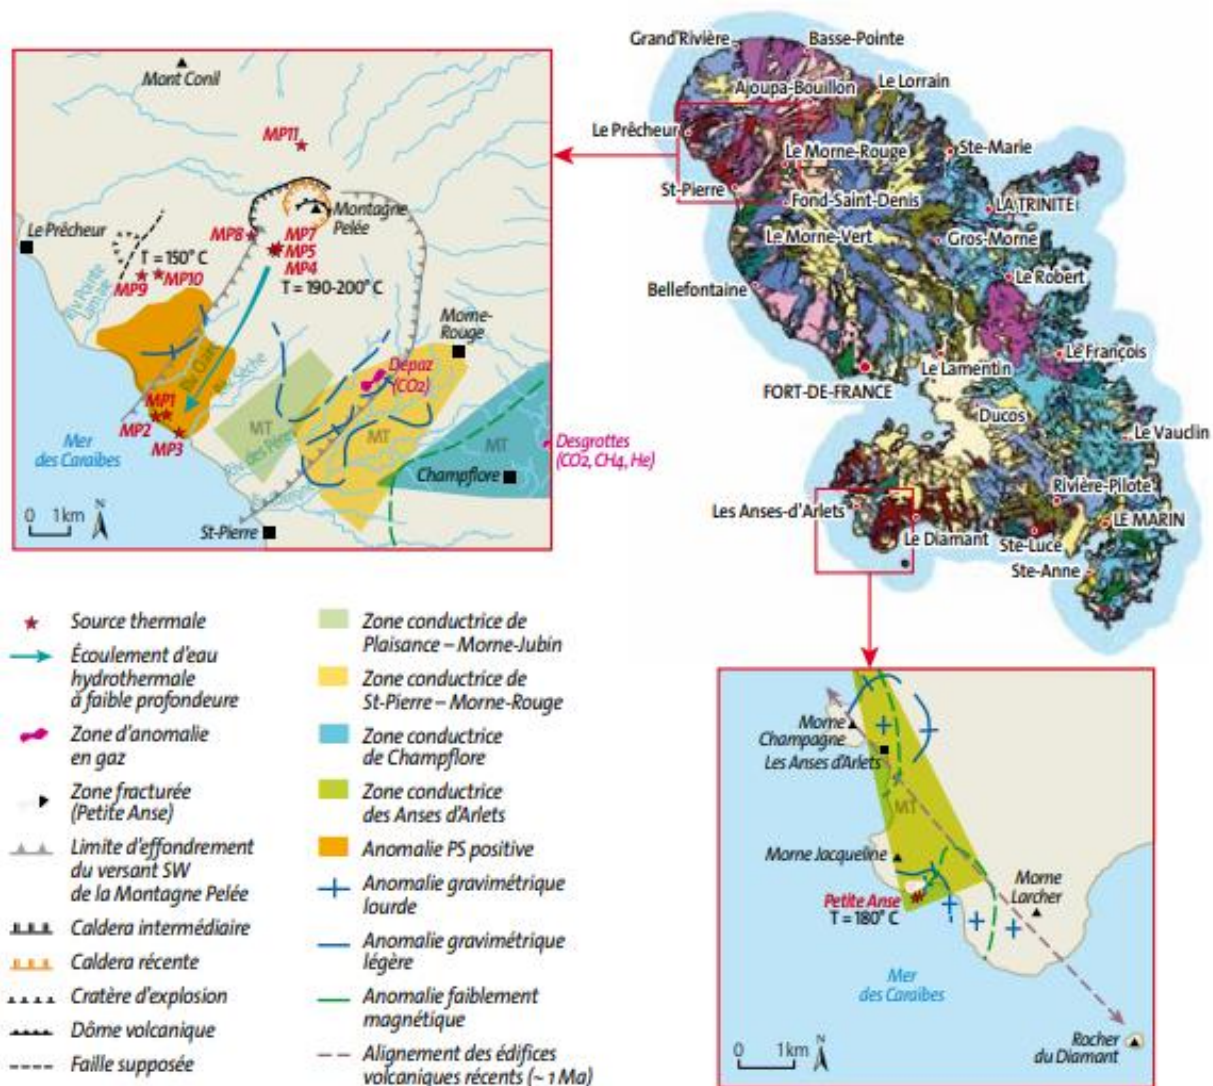 Mont Conil
MP11
Montagne
Pelée
Le Prêcheur
MP8
MP7
MP5
MP4
T = 150° C
MP9
MP10
T = 190-200° C
Morne-
Rouge
Depaz
(CO2)
MP1
MP2
MP3
MT
MT
MT
Mer
des Caraïbes
Riv des Pères
Champflore
Desgrottes
(CO2, CH4, He)
0 1km N
St-Pierre
Grand'Rivière
Basse-Pointe
Ajoupa-Bouillon
Le Lorrain
Le Prêcheur
Le Morne-Rouge
Ste-Marie
St-Pierre
Fond-Saint-Denis
LA TRINITÉ
Le Morne-Vert
Gros-Morne
Bellefontaine
Le Robert
Le François
Le Lamentin
FORT-DE-FRANCE
Ducos
Le Vauclin
Rivière-Pilote
Les Anses-d'Arlets
LE MARIN
Le Diamant
Ste-Luce
Ste-Anne
Source thermale
Écoulement d'eau
hydrothermale
à faible profondeure
Zone d'anomalie
en gaz
Zone fracturée
(Petite Anse)
Limite d'effondrement
du versant SW
de la Montagne Pelée
Caldera intermédiaire
Caldera récente
Cratère d'explosion
Dôme volcanique
Faille supposée
Zone conductrice de
Plaisance – Morne-Jubin
Zone conductrice de
St-Pierre – Morne-Rouge
Zone conductrice
de Champflore
Zone conductrice
des Anses d'Arlets
Anomalie PS positive
Anomalie gravimétrique
lourde
Anomalie gravimétrique
légère
Anomalie faiblement
magnétique
Alignement des édifices
volcaniques récents (~ 1 Ma)
Morne
Champagne
Les Anses d'Arlets
MT
Morne Jacqueline
Petite Anse
T = 180° C
Morne
Larcher
Mer
des Caraïbes
Rocher
du Diamant
0 1km N